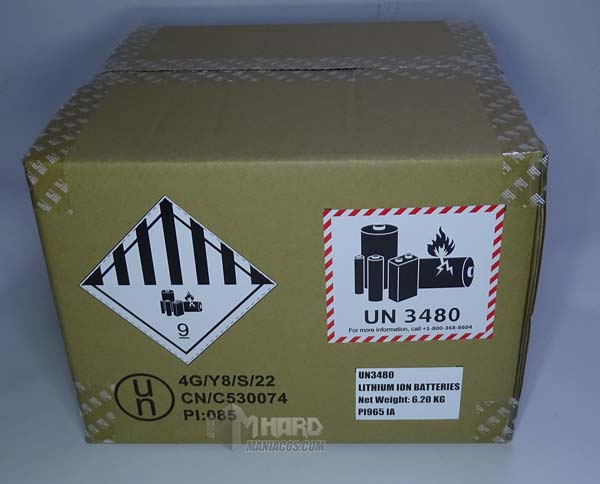 9
UN 3480
For more information, call +1-800-368-8604
un
4G/Y8/S/22
CN/C530074
PI:085
UN3480
LITHIUM ION BATTERIES
Net Weight: 6.20 KG
PI965 IA
HARD
MANIACOS.COM